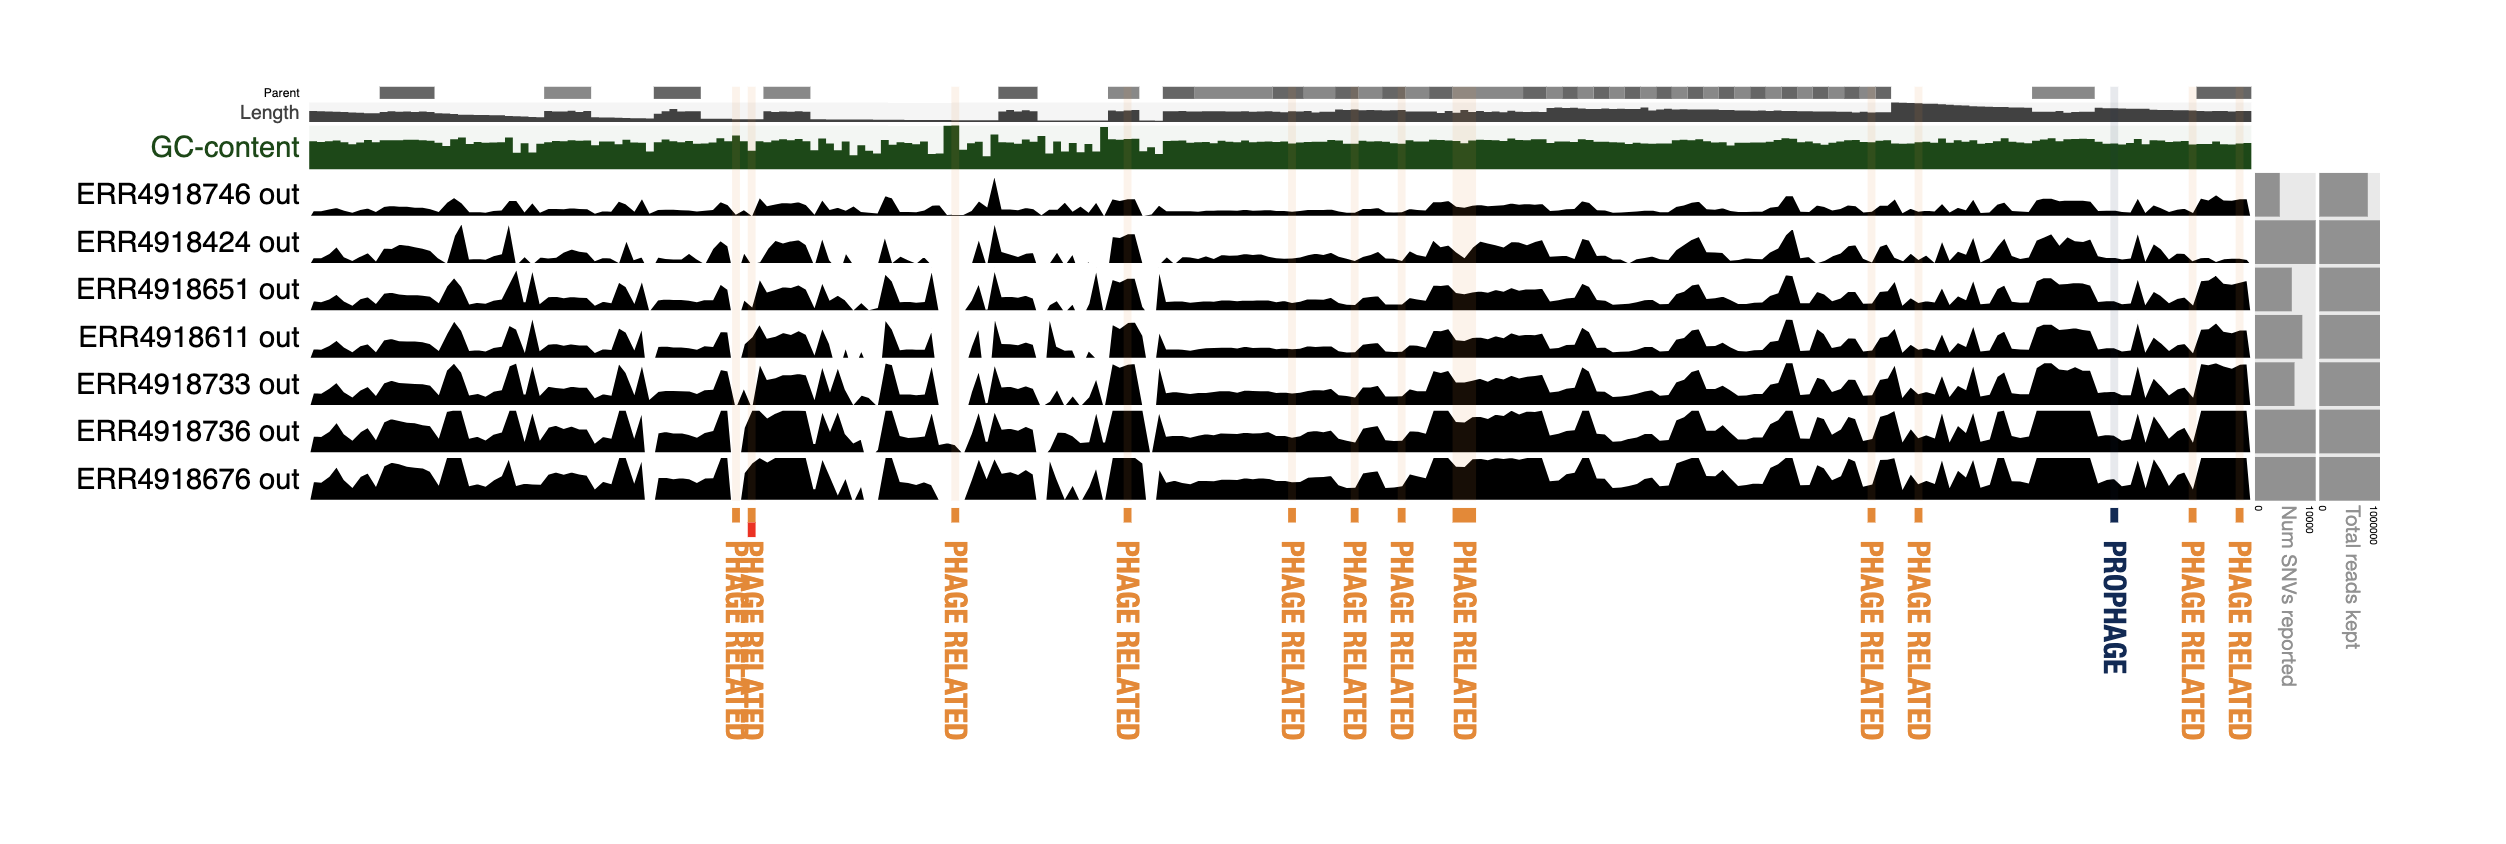 Parent
Length
GC-content
ERR4918746 out
ERR4918424 out
ERR4918651 out
ERR4918611 out
ERR4918733 out
ERR4918736 out
ERR4918676 out
0
Num SNVs reported
10000
0
Total reads kept
1000000
PHAGE RELATED
PHAGE RELATED
PHAGE RELATED
PHAGE RELATED
PHAGE RELATED
PHAGE RELATED
PHAGE RELATED
PHAGE RELATED
PHAGE RELATED
PHAGE RELATED
PROPHAGE
PHAGE RELATED
PHAGE RELATED